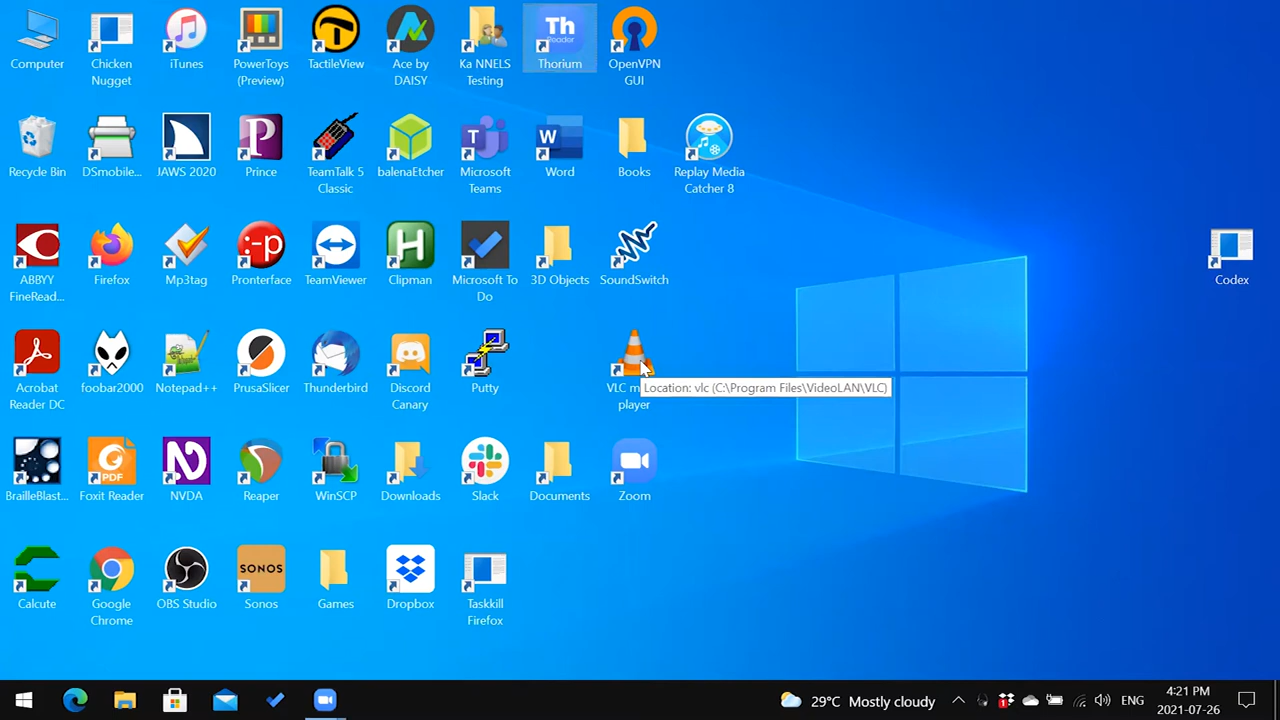 Computer
Chicken
Nugget
iTunes
PowerToys
(Preview)
TactileView
Ace by
DAISY
Ka NNELS
Testing
Th
Reader
Thorium
OpenVPN
GUI
Recycle Bin
DSmobile...
JAWS 2020
P
Prince
TeamTalk 5
Classic
balenaEtcher
Microsoft
Teams
W
Word
Books
Replay Media
Catcher 8
ABBYY
FineRead...
Firefox
Mp3tag
:-p
Pronterface
TeamViewer
H
Clipman
Microsoft To
Do
3D Objects
SoundSwitch
Codex
Acrobat
Reader DC
foobar2000
Notepad++
PrusaSlicer
Thunderbird
Discord
Canary
Putty
VLC m
player
Location: vlc (C:\Program Files\VideoLAN\VLC)
BrailleBlast...
PDF
Foxit Reader
NVDA
Reaper
WinSCP
Downloads
Slack
Documents
Zoom
Calcute
Google
Chrome
OBS Studio
SONOS
Sonos
Games
Dropbox
Taskkill
Firefox
29°C Mostly cloudy
ENG
4:21 PM
2021-07-26